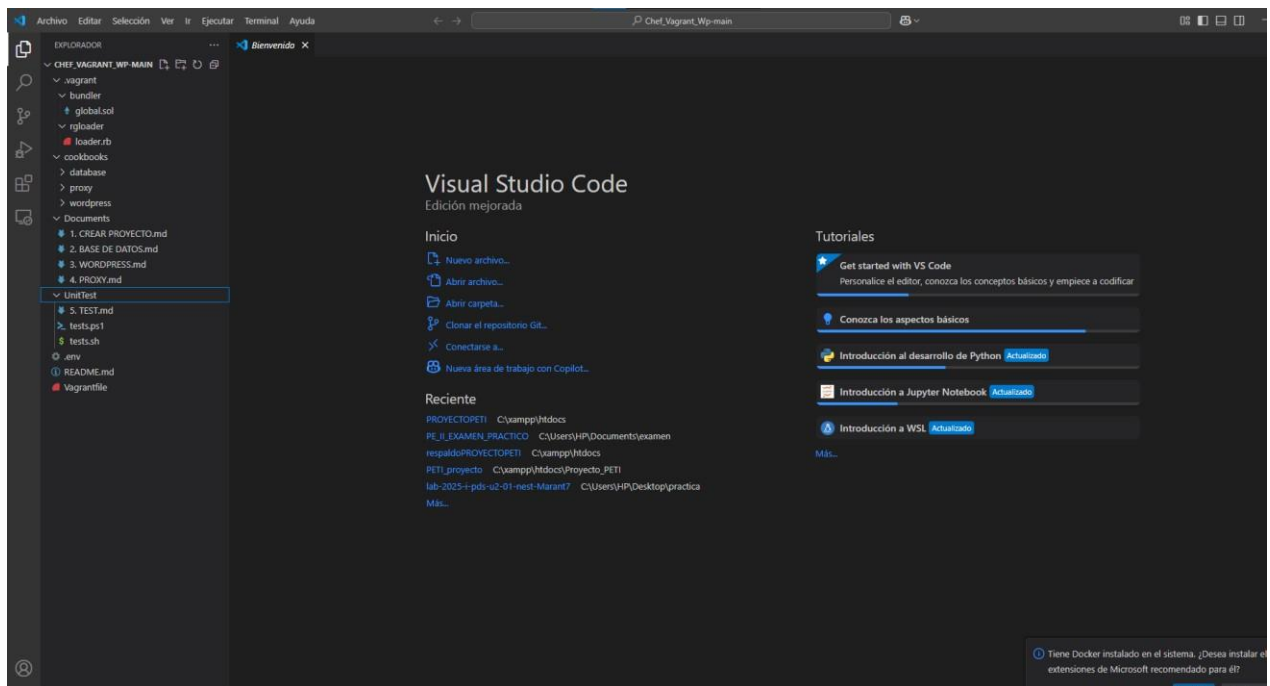 Archivo Editar Selección Ver Ir Ejecutar Terminal Ayuda
Chef_Vagrant_Wp-main
EXPLORADOR
Bienvenido
CHEF_VAGRANT_WP-MAIN
.vagrant
bundler
global.sol
rgloader
loader.rb
cookbooks
database
proxy
wordpress
Documents
1. CREAR PROYECTO.md
2. BASE DE DATOS.md
3. WORDPRESS.md
4. PROXY.md
UnitTest
5. TEST.md
tests.ps1
$ tests.sh
.env
README.md
Vagrantfile
Visual Studio Code
Edición mejorada
Inicio
Nuevo archivo...
Abrir archivo...
Abrir carpeta...
Clonar el repositorio Git...
Conectarse a...
Nueva área de trabajo con Copilot...
Reciente
PROYECTOPETI C:\xampp\htdocs
PE_II_EXAMEN_PRACTICO C:\Users\HP\Documents\examen
respaldoPROYECTOPETI C:\xampp\htdocs
PETI_proyecto C:\xampp\htdocs\Proyecto_PETI
lab-2025-i-pds-u2-01-nest-Marant7 C:\Users\HP\Desktop\practica
Más...
Tutoriales
Get started with VS Code
Personalice el editor, conozca los conceptos básicos y empiece a codificar
Conozca los aspectos básicos
Introducción al desarrollo de Python Actualizado
Introducción a Jupyter Notebook Actualizado
Introducción a WSL Actualizado
Más...
Tiene Docker instalado en el sistema. ¿Desea instalar el
extensiones de Microsoft recomendado para él?